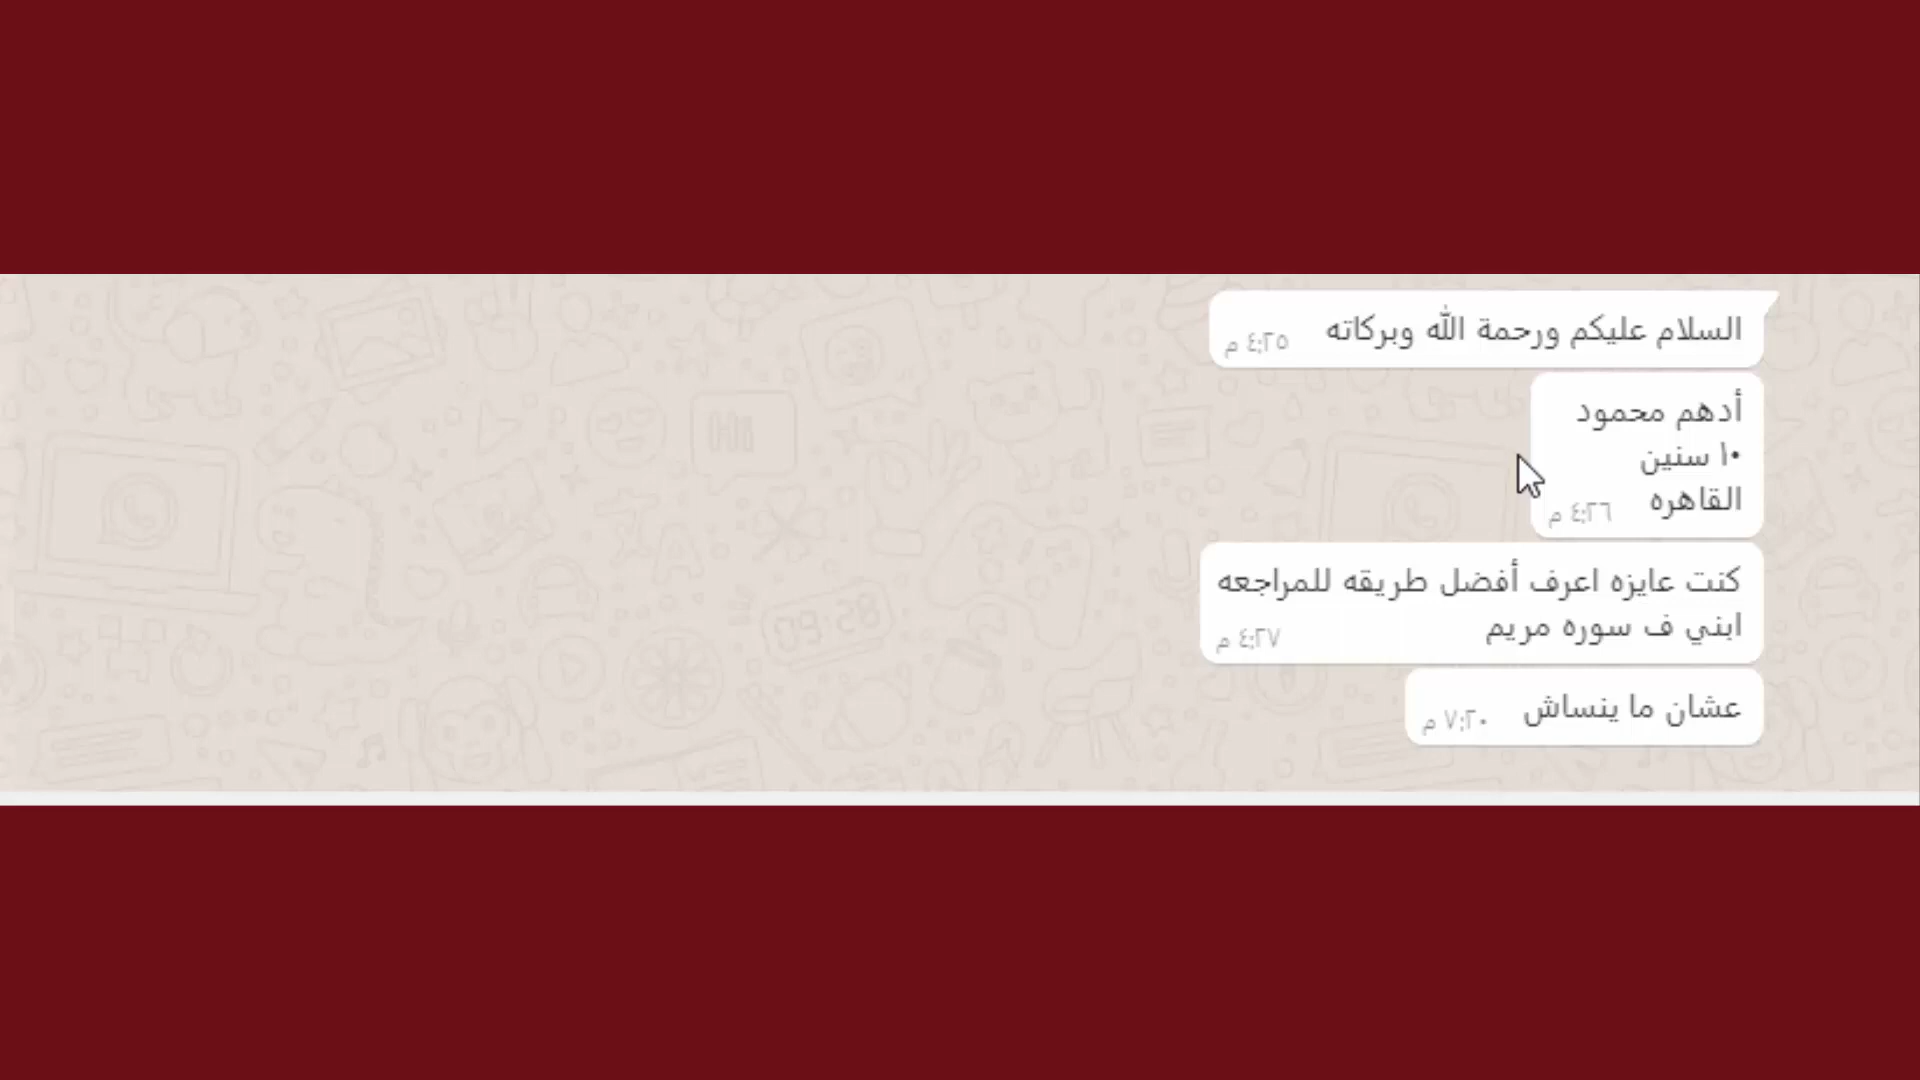 السلام عليكم ورحمة الله وبركاته
٤:٢٥ م
أدهم محمود
١٠ سنين
القاهره
٤:٢٦ م
كنت عايزه اعرف أفضل طريقه للمراجعه
ابني ف سوره مريم
٤:٢٧ م
عشان ما ينساش
٧:٢٠ م